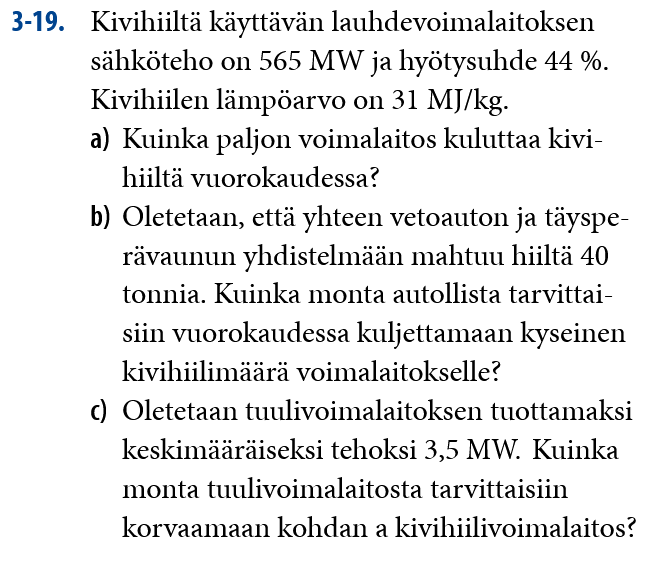 3-19. Kivihiiltä käyttävän lauhdevoimalaitoksen
sähköteho on 565 MW ja hyötysuhde 44 %.
Kivihiilen lämpöarvo on 31 MJ/kg.
a) Kuinka paljon voimalaitos kuluttaa kivi-
hiiltä vuorokaudessa?
b) Oletetaan, että yhteen vetoauton ja täyspe-
rävaunun yhdistelmään mahtuu hiiltä 40
tonnia. Kuinka monta autollista tarvittai-
siin vuorokaudessa kuljettamaan kyseinen
kivihiilimäärä voimalaitokselle?
c) Oletetaan tuulivoimalaitoksen tuottamaksi
keskimääräiseksi tehoksi 3,5 MW. Kuinka
monta tuulivoimalaitosta tarvittaisiin
korvaamaan kohdan a kivihiilivoimalaitos?